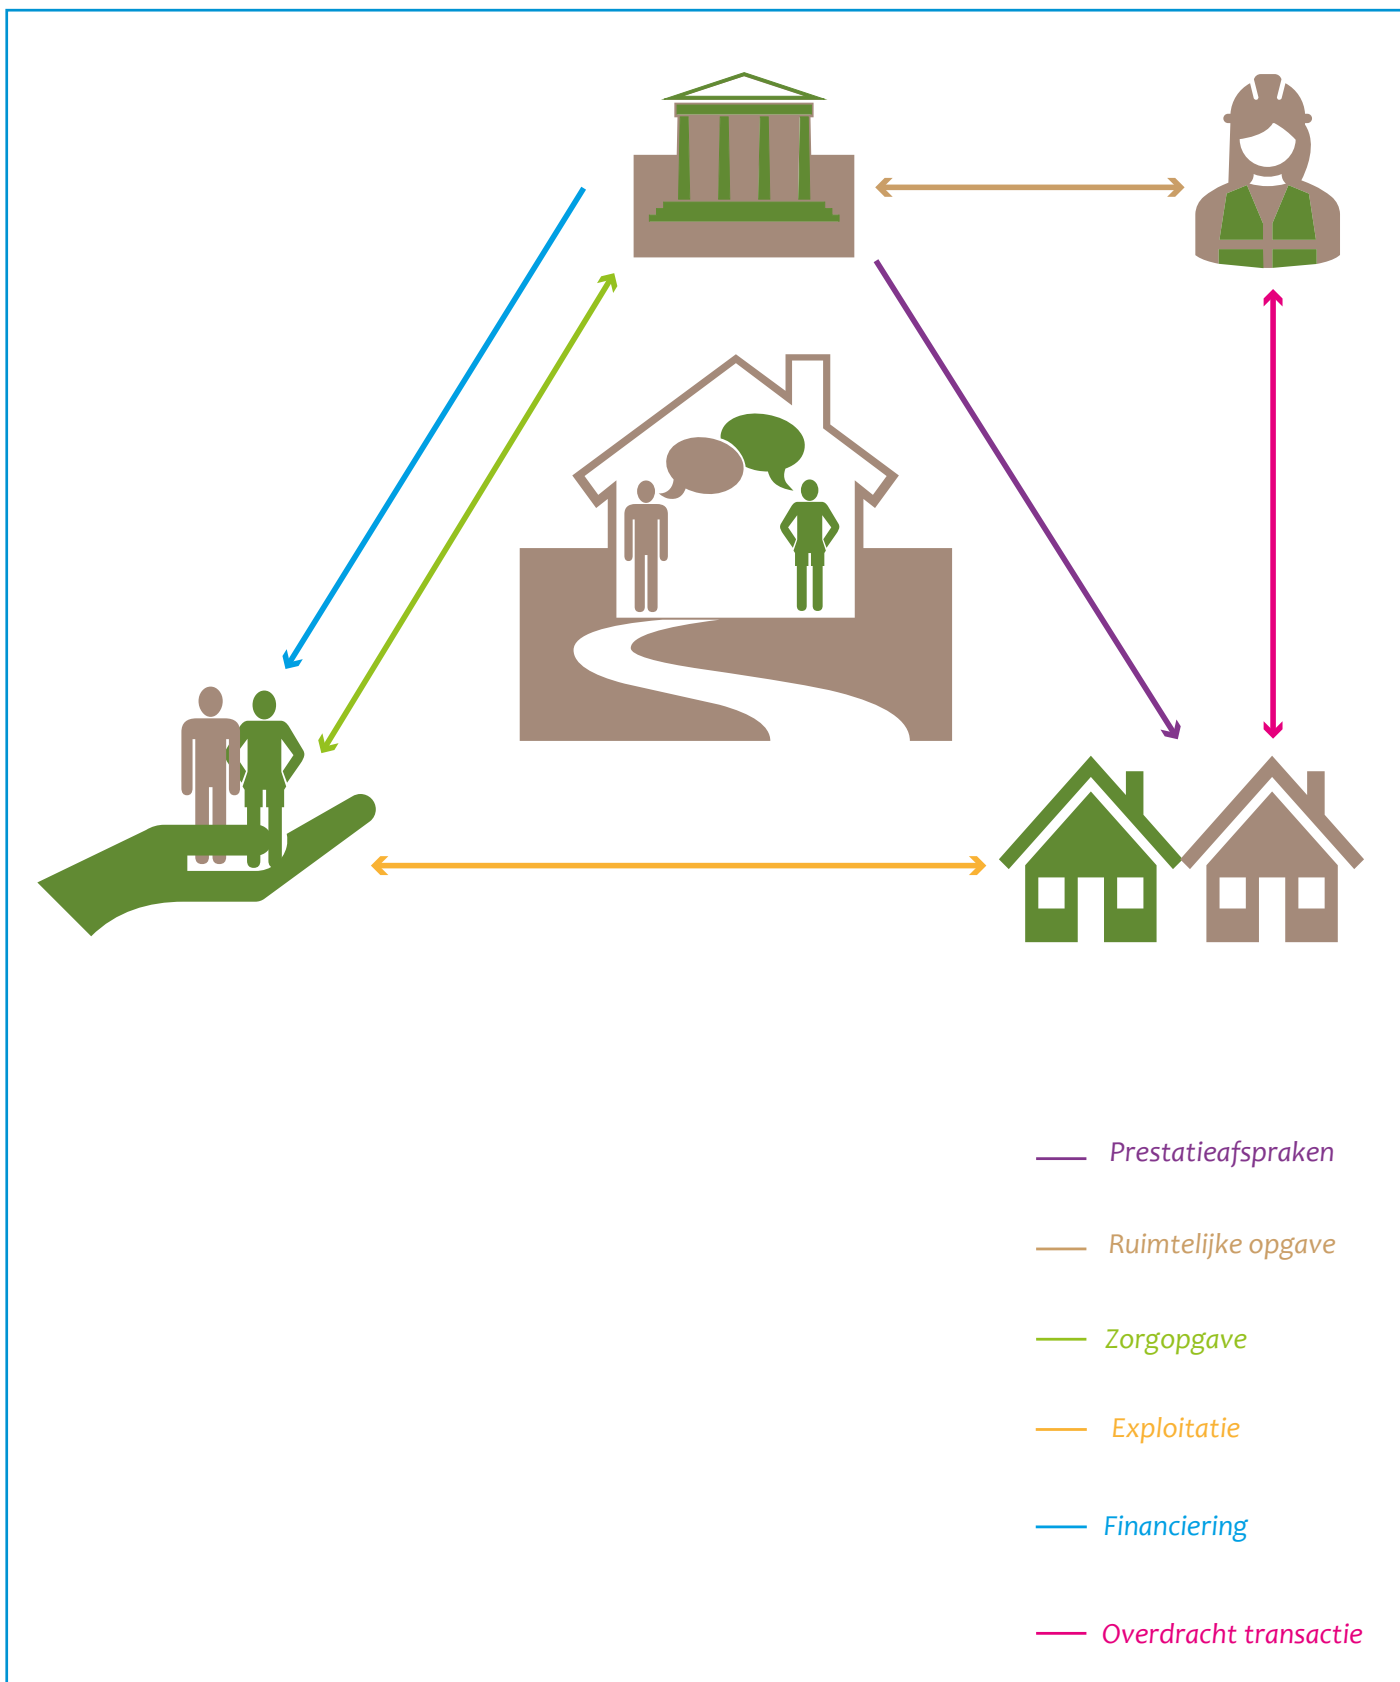 Prestatieafspraken
Ruimtelijke opgave
Zorgopgave
Exploitatie
Financiering
Overdracht transactie